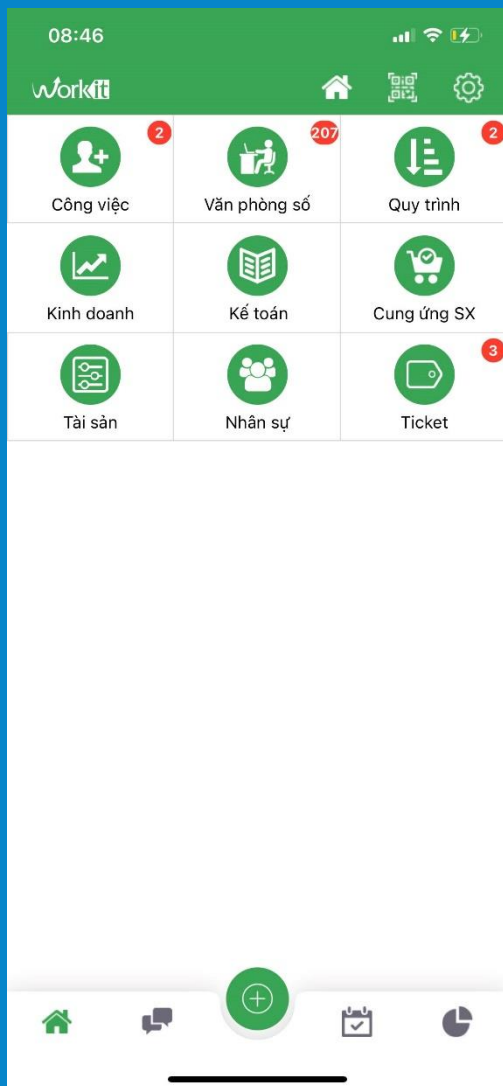 08:46
Workit
2
207
2
Công việc
Văn phòng số
Quy trình
Kinh doanh
Kế toán
Cung ứng SX
3
Tài sản
Nhân sự
Ticket